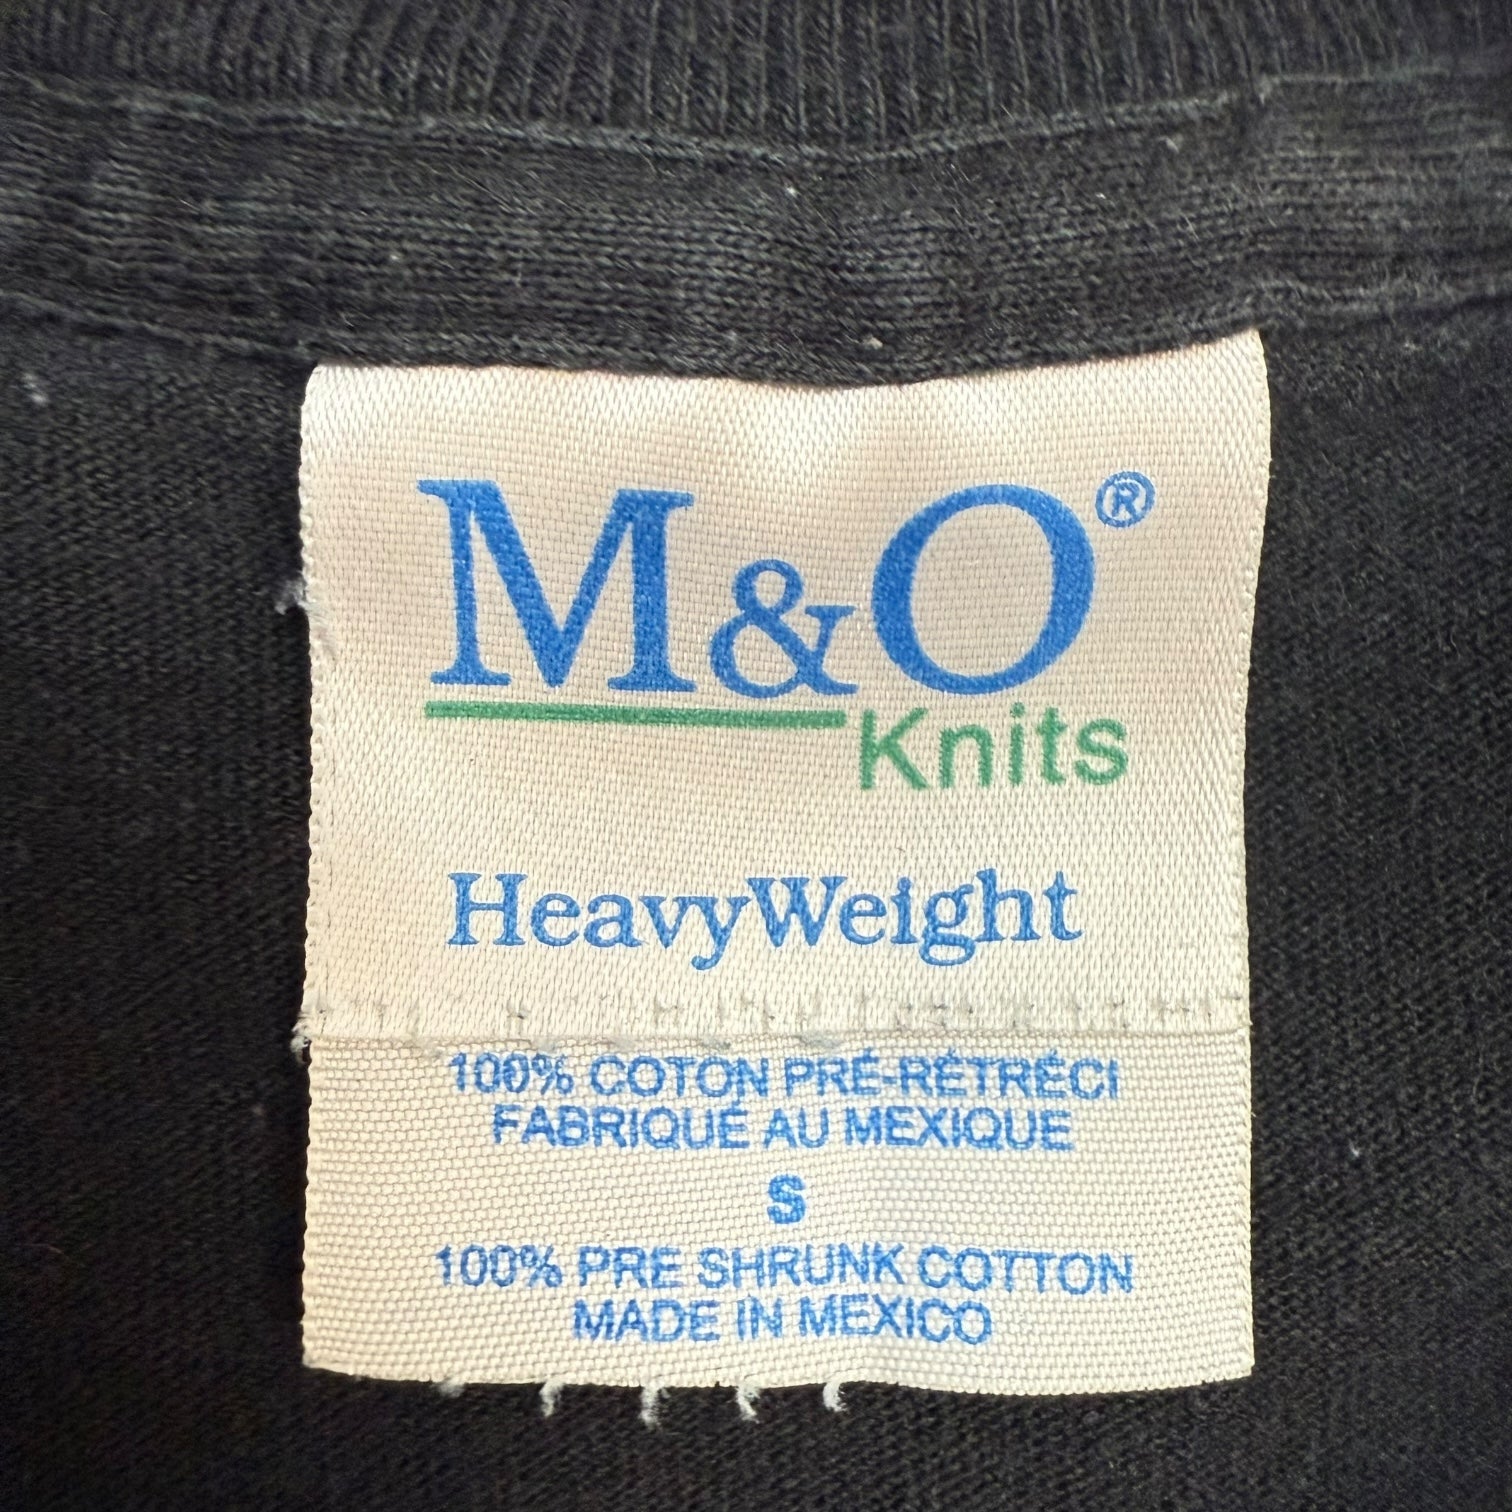 M&O®
Knits
HeavyWeight
100% COTON PRÉ-RÉTRÉCI
FABRIQUÉ AU MEXIQUE
S
100% PRE SHRUNK COTTON
MADE IN MEXICO